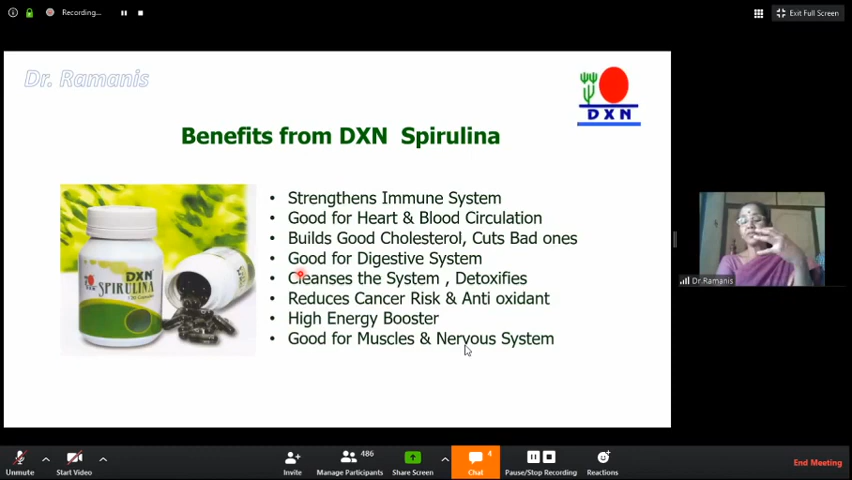 Recording...
Exit Full Screen
Dr. Ramanis
DXN
Benefits from DXN Spirulina
• Strengthens Immune System
• Good for Heart & Blood Circulation
• Builds Good Cholesterol, Cuts Bad ones
• Good for Digestive System
• Cleanses the System , Detoxifies
• Reduces Cancer Risk & Anti oxidant
• High Energy Booster
• Good for Muscles & Nervous System
DXN
SPIRULINA
Dr.Ramanis
486
4
Unmute
Start Video
Invite
Manage Participants
Share Screen
Chat
Pause/Stop Recording
Reactions
End Meeting